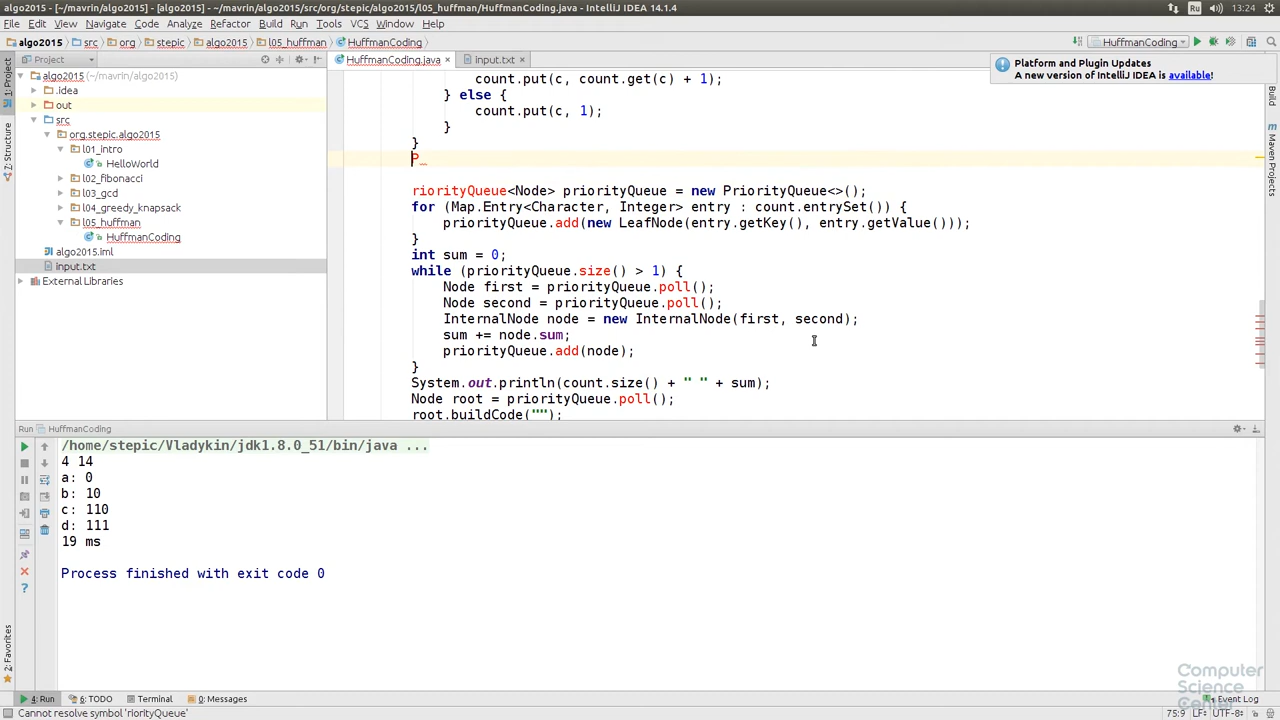 algo2015 - [~/mavrin/algo2015] - [algo2015] - ~/mavrin/algo2015/src/org/stepic/algo2015/l05_huffman/HuffmanCoding.java - IntelliJ IDEA 14.1.4
Ru
13:24
File Edit View Navigate Code Analyze Refactor Build Run Tools VCS Window Help
algo2015 src org stepic algo2015 l05_huffman HuffmanCoding
HuffmanCoding
Project
HuffmanCoding.java
input.txt
Platform and Plugin Updates
A new version of IntelliJ IDEA is available!
1: Project
7: Structure
2: Favorites
Build
Maven Projects
algo2015 (~/mavrin/algo2015)
.idea
out
src
org.stepic.algo2015
l01_intro
HelloWorld
l02_fibonacci
l03_gcd
l04_greedy_knapsack
l05_huffman
HuffmanCoding
algo2015.iml
input.txt
External Libraries
count.put(c, count.get(c) + 1);
} else {
count.put(c, 1);
}
}
P
riorityQueue<Node> priorityQueue = new PriorityQueue<>();
for (Map.Entry<Character, Integer> entry : count.entrySet()) {
priorityQueue.add(new LeafNode(entry.getKey(), entry.getValue()));
}
int sum = 0;
while (priorityQueue.size() > 1) {
Node first = priorityQueue.poll();
Node second = priorityQueue.poll();
InternalNode node = new InternalNode(first, second);
sum += node.sum;
priorityQueue.add(node);
}
System.out.println(count.size() + " " + sum);
Node root = priorityQueue.poll();
root.buildCode("");
Run HuffmanCoding
/home/stepic/Vladykin/jdk1.8.0_51/bin/java ...
4 14
a: 0
b: 10
c: 110
d: 111
19 ms
Process finished with exit code 0
Computer
Science
Center
4: Run 6: TODO Terminal 0: Messages
Event Log
Cannot resolve symbol 'riorityQueue'
75:9 LF÷ UTF-8÷